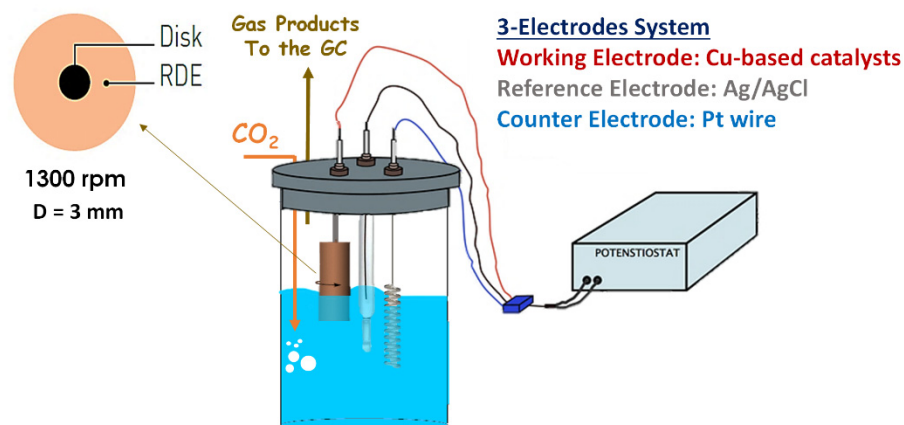 Disk
RDE
1300 rpm
D = 3 mm
Gas Products
To the GC
CO₂
3-Electrodes System
Working Electrode: Cu-based catalysts
Reference Electrode: Ag/AgCl
Counter Electrode: Pt wire
POTENSTIOSTAT